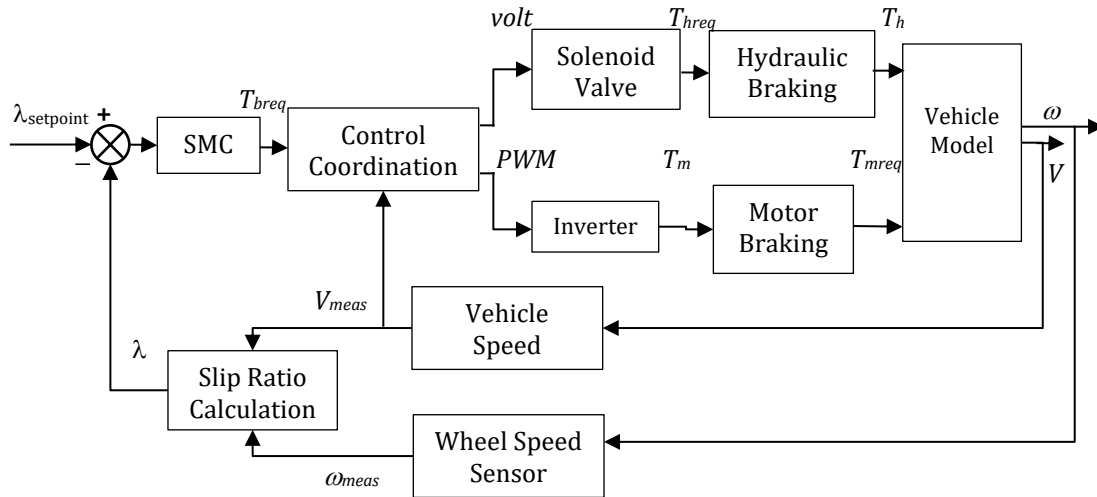 volt
T_hreq
T_h
Solenoid
Valve
Hydraulic
Braking
Vehicle
Model
λ_setpoint
+
−
T_breq
SMC
Control
Coordination
ω
V
PWM
T_m
T_mreq
Inverter
Motor
Braking
V_meas
Vehicle
Speed
λ
Slip Ratio
Calculation
Wheel Speed
Sensor
ω_meas